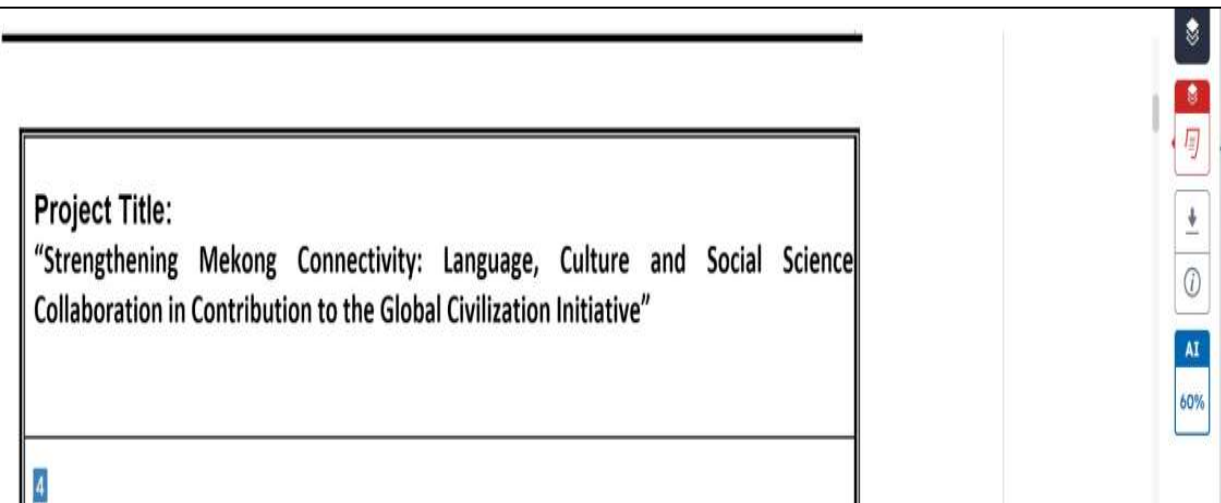 Project Title:
“Strengthening Mekong Connectivity: Language, Culture and Social Science
Collaboration in Contribution to the Global Civilization Initiative”
AI
60%
4